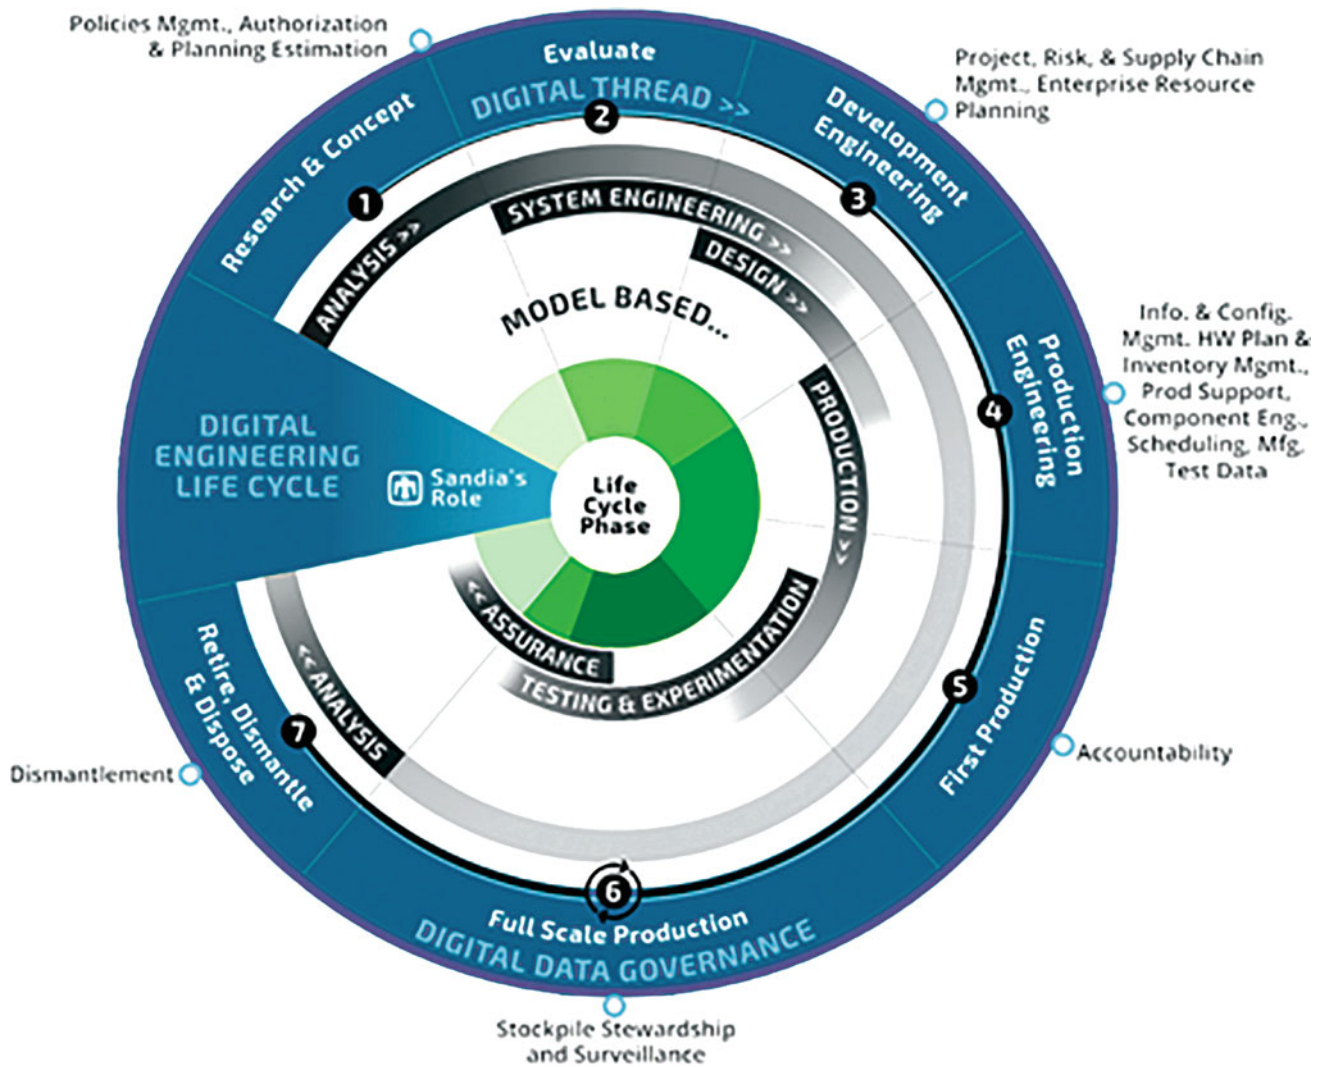 Policies Mgmt., Authorization
& Planning Estimation
Evaluate
DIGITAL THREAD >>
Project, Risk, & Supply Chain
Mgmt., Enterprise Resource
Planning
Research & Concept
Development
Engineering
1
2
3
ANALYSIS >>
SYSTEM ENGINEERING >>
DESIGN >>
MODEL BASED...
Info. & Config.
Mgmt. HW Plan &
Inventory Mgmt.,
Prod Support,
Component Eng.,
Scheduling, Mfg,
Test Data
Production
Engineering
4
PRODUCTION >>
DIGITAL
ENGINEERING
LIFE CYCLE
Sandia's
Role
Life
Cycle
Phase
<< ASSURANCE
TESTING & EXPERIMENTATION
<< ANALYSIS
5
First Production
Accountability
Retire, Dismantle
& Dispose
7
Dismantlement
6
Full Scale Production
DIGITAL DATA GOVERNANCE
Stockpile Stewardship
and Surveillance